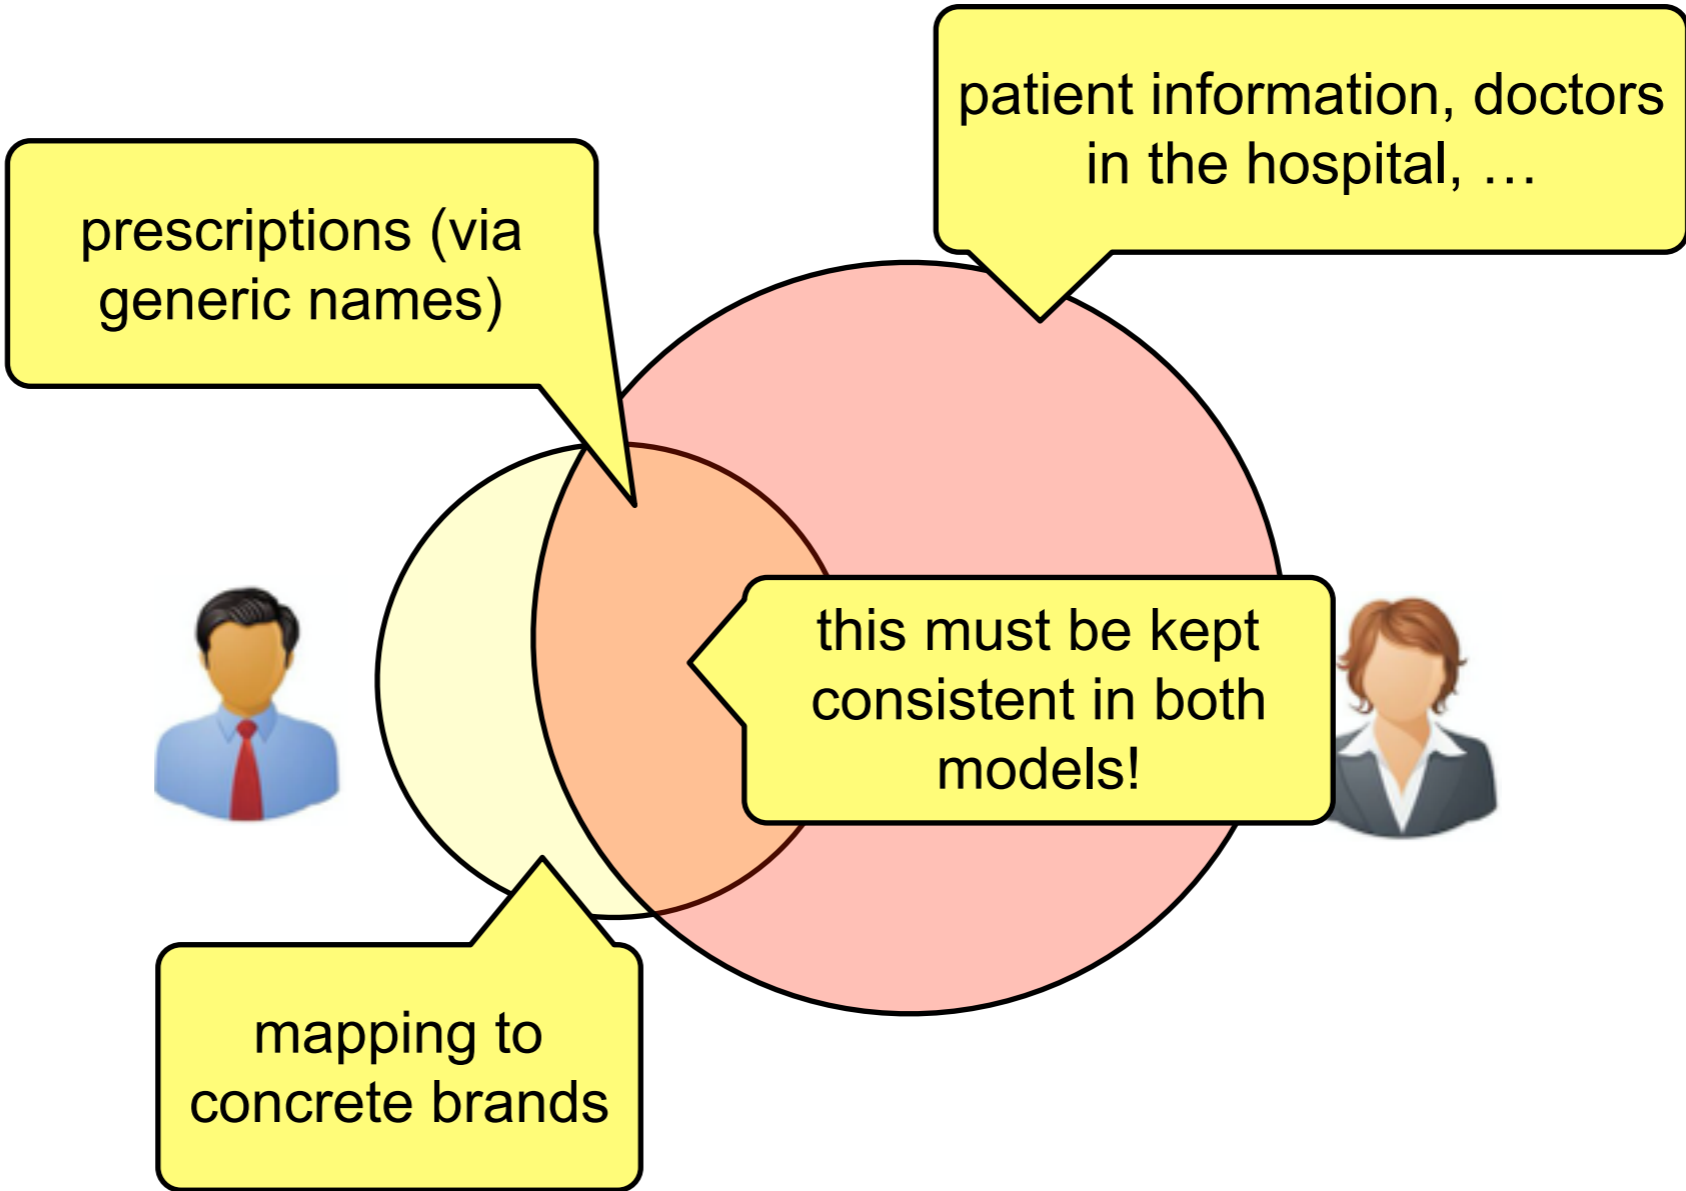 patient information, doctors
in the hospital, …
prescriptions (via
generic names)
this must be kept
consistent in both
models!
mapping to
concrete brands